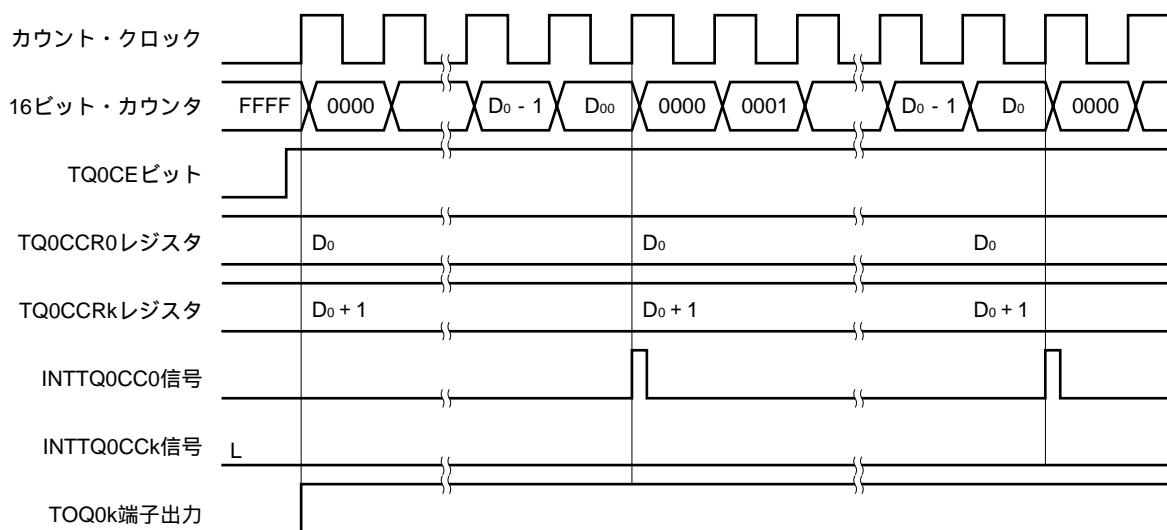 カウント・クロック
16ビット・カウンタ FFFF 0000 D0 - 1 D00 0000 0001 D0 - 1 D0 0000
TQ0CEビット
TQ0CCR0レジスタ D0 D0 D0
TQ0CCRkレジスタ D0 + 1 D0 + 1 D0 + 1
INTTQ0CC0信号
INTTQ0CCk信号 L
TOQ0k端子出力